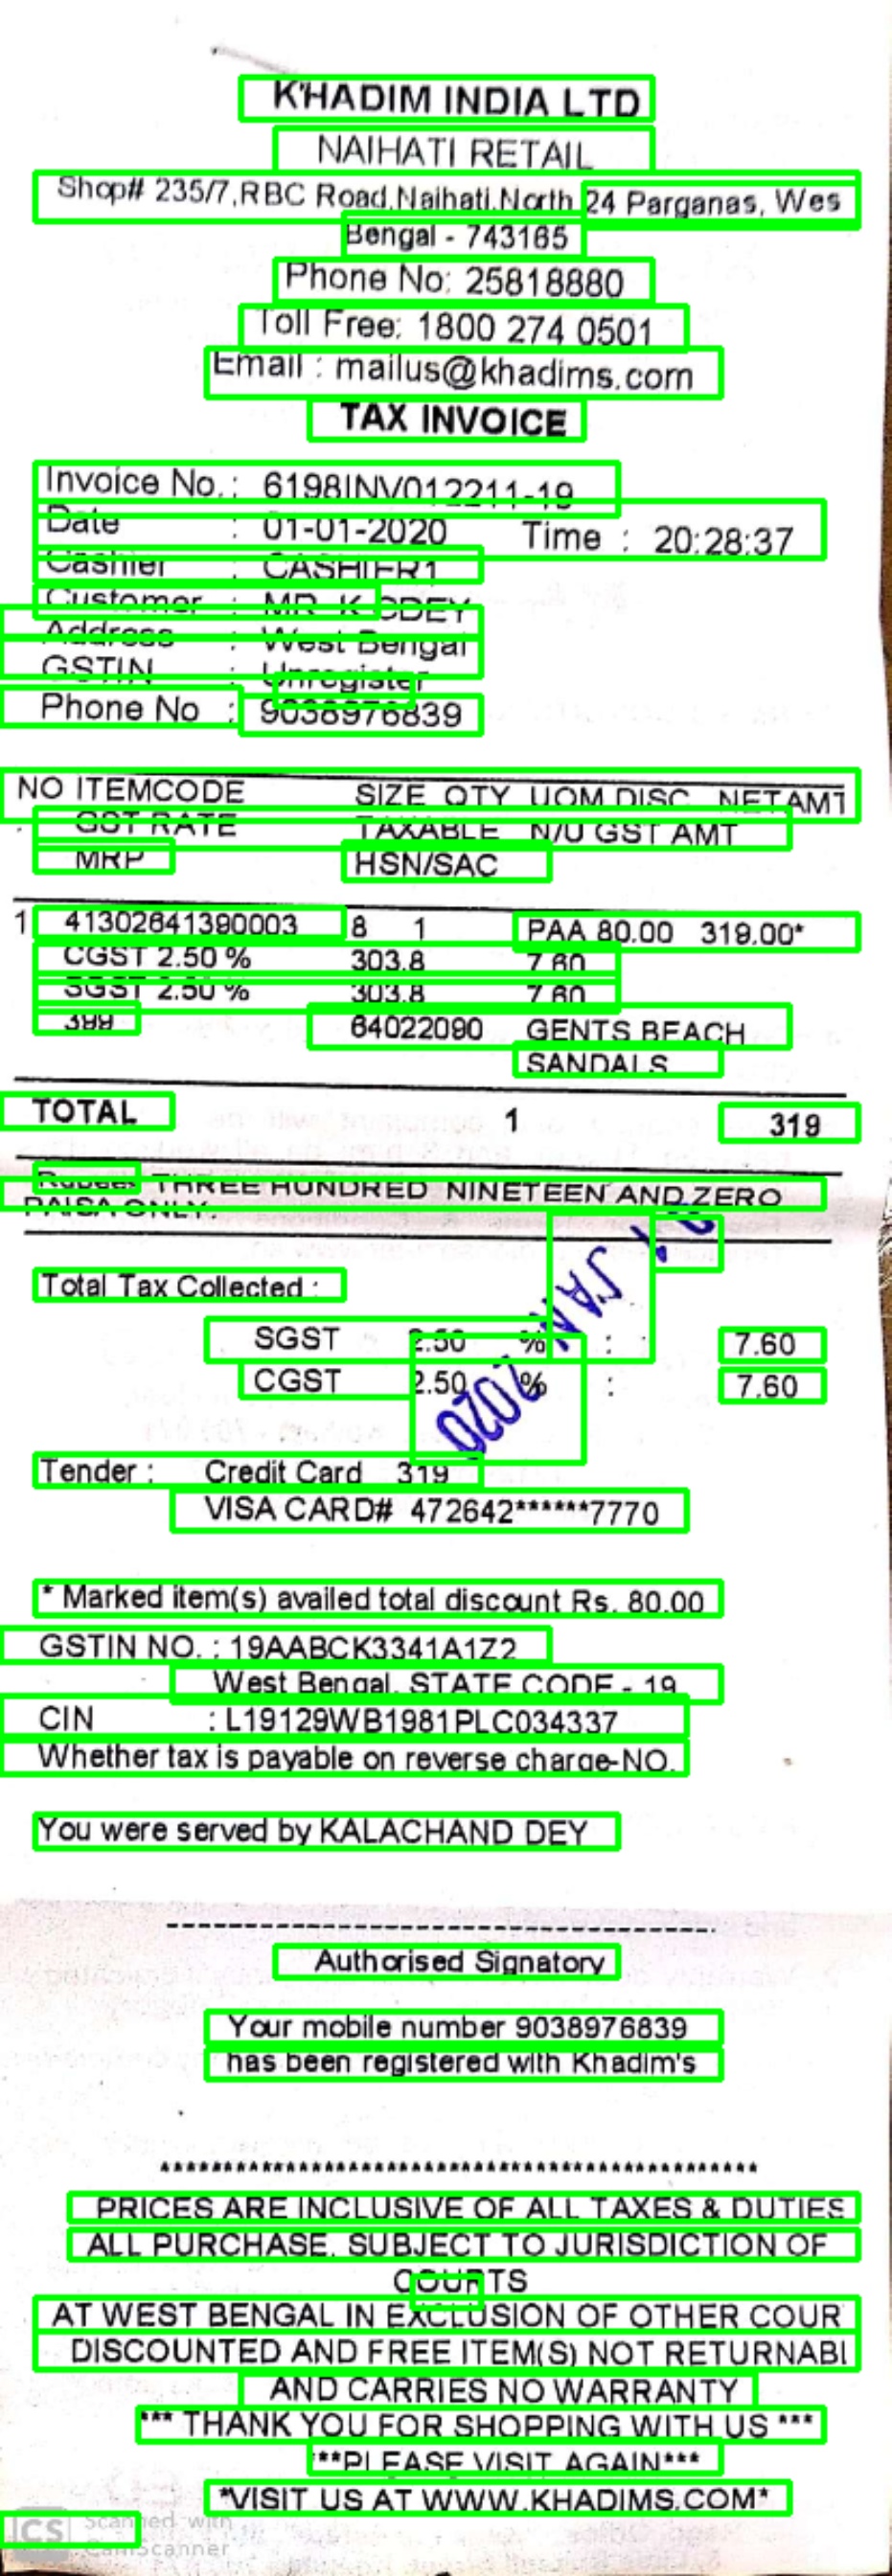 K'HADIM INDIA LTD
NAIHATI RETAIL
Shop# 235/7,RBC Road,Naihati,North 24 Parganas, Wes
Bengal - 743165
Phone No: 25818880
Toll Free: 1800 274 0501
Email : mailus@khadims.com
TAX INVOICE
Invoice No. : 6198INV012211-19
Date : 01-01-2020 Time : 20:28:37
Cashier : CASHIER1
Customer : MR K CDEY
Address : West Bengal
GSTIN : Unregister
Phone No : 9038976839
NO ITEMCODE SIZE QTY UOM DISC NETAMT
GST RATE TAXABLE N/U GST AMT
MRP HSN/SAC
1 41302641390003 8 1 PAA 80.00 319.00*
CGST 2.50 % 303.8 7.60
SGST 2.50 % 303.8 7.60
399 64022090 GENTS BEACH
SANDALS
TOTAL 1 319
Rupees THREE HUNDRED NINETEEN AND ZERO
PAISA ONLY.
Total Tax Collected :
SGST 2.50 % : 7.60
CGST 2.50 % : 7.60
JAN 2020
Tender : Credit Card 319
VISA CARD# 472642******7770
* Marked item(s) availed total discount Rs. 80.00
GSTIN NO. : 19AABCK3341A1Z2
West Bengal, STATE CODE - 19
CIN : L19129WB1981PLC034337
Whether tax is payable on reverse charge-NO.
You were served by KALACHAND DEY
Authorised Signatory
Your mobile number 9038976839
has been registered with Khadim's
PRICES ARE INCLUSIVE OF ALL TAXES & DUTIES
ALL PURCHASE. SUBJECT TO JURISDICTION OF
COURTS
AT WEST BENGAL IN EXCLUSION OF OTHER COUR
DISCOUNTED AND FREE ITEM(S) NOT RETURNABL
AND CARRIES NO WARRANTY
*** THANK YOU FOR SHOPPING WITH US ***
***PLEASE VISIT AGAIN***
*VISIT US AT WWW.KHADIMS.COM*
CS Scanned with
CamScanner